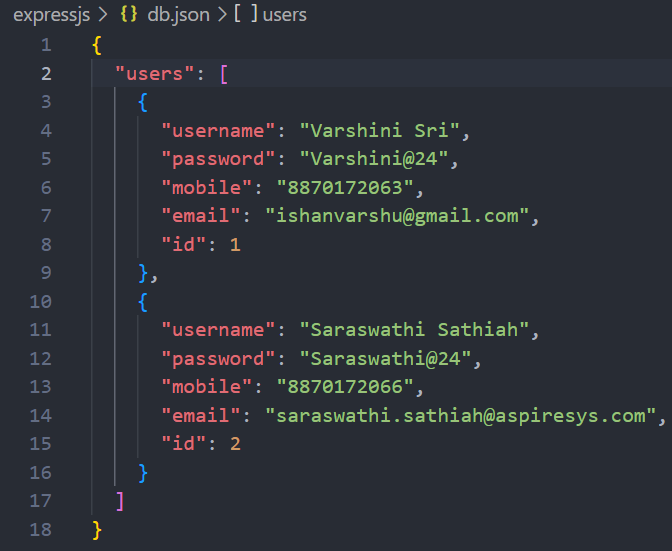 expressjs > {} db.json > [ ] users
1 {
2 "users": [
3 {
4 "username": "Varshini Sri",
5 "password": "Varshini@24",
6 "mobile": "8870172063",
7 "email": "ishanvarshu@gmail.com",
8 "id": 1
9 },
10 {
11 "username": "Saraswathi Sathiah",
12 "password": "Saraswathi@24",
13 "mobile": "8870172066",
14 "email": "saraswathi.sathiah@aspiresys.com",
15 "id": 2
16 }
17 ]
18 }